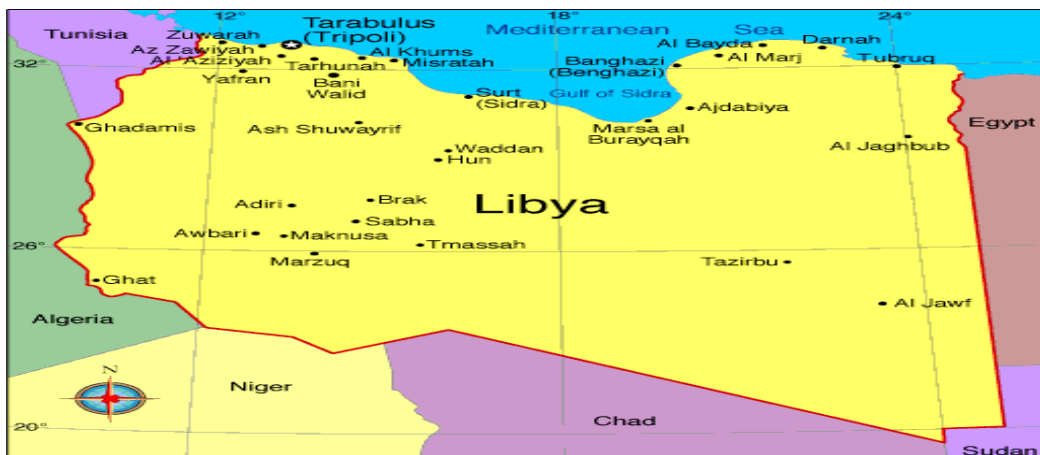 12°
18
24°
Tunisia
Zuwarah
Tarabulus
(Tripoli)
Mediterranean
Sea
Az Zawiyah
Al 'Aziziyah
Al Khums
Al Bayda
Darnah
32°
Yafran
Tarhunah
Misratah
Banghazi
(Benghazi)
Al Marj
Tubruq
Bani
Walid
Surt
(Sidra)
Gulf of Sidra
Ajdabiya
Ghadamis
Ash Shuwayrif
Marsa al
Burayqah
Egypt
Al Jaghbub
Waddan
Hun
Adiri
Brak
Libya
Sabha
Awbari
Maknusa
Tmassah
26°
Marzuq
Tazirbu
Ghat
Al Jawf
Algeria
N
Niger
Chad
20°
Sudan